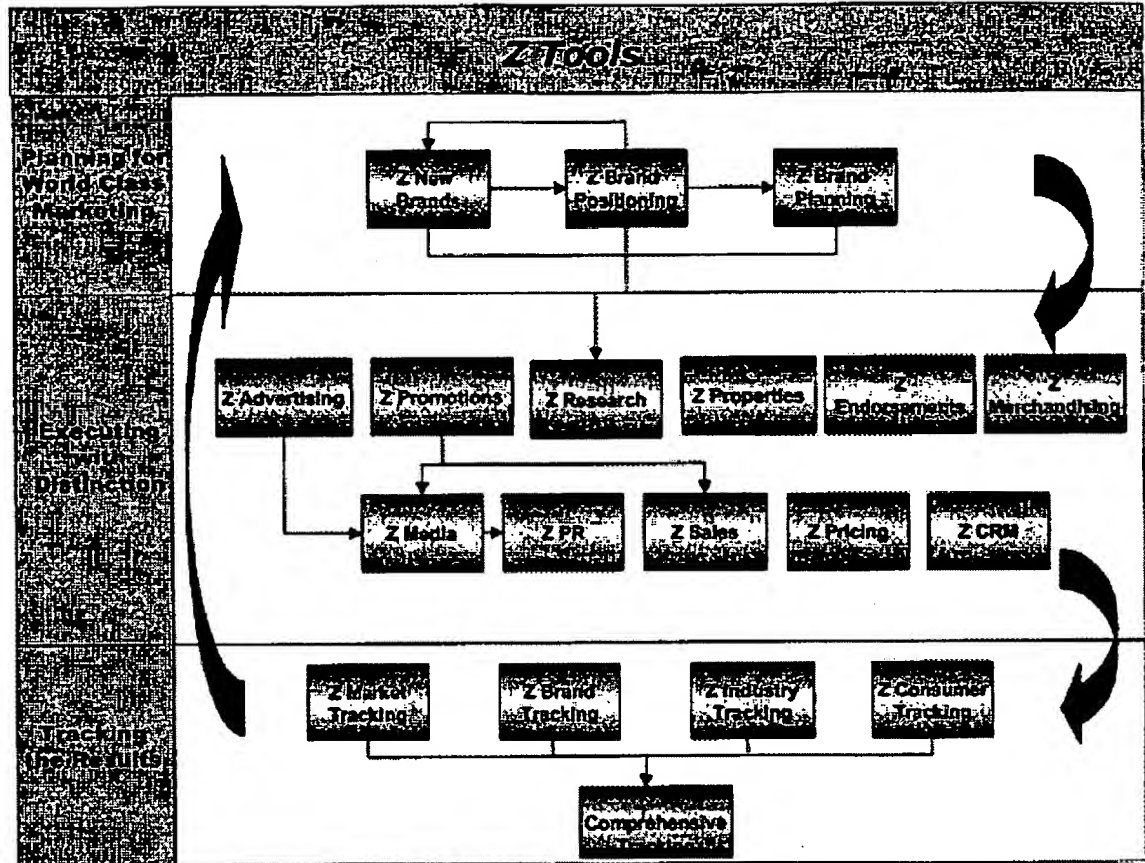 Z Tools
Planning for
World Class
Marketing
Z New
Brands
Z Brand
Positioning
Z Brand
Planning
Executing
with
Distinction
Z Advertising
Z Promotions
Z Research
Z Properties
Z
Endorsements
Z
Merchandising
Z Media
Z PR
Z Sales
Z Pricing
Z CRM
Tracking
the Results
Z Market
Tracking
Z Brand
Tracking
Z Industry
Tracking
Z Consumer
Tracking
Comprehensive
Tracking